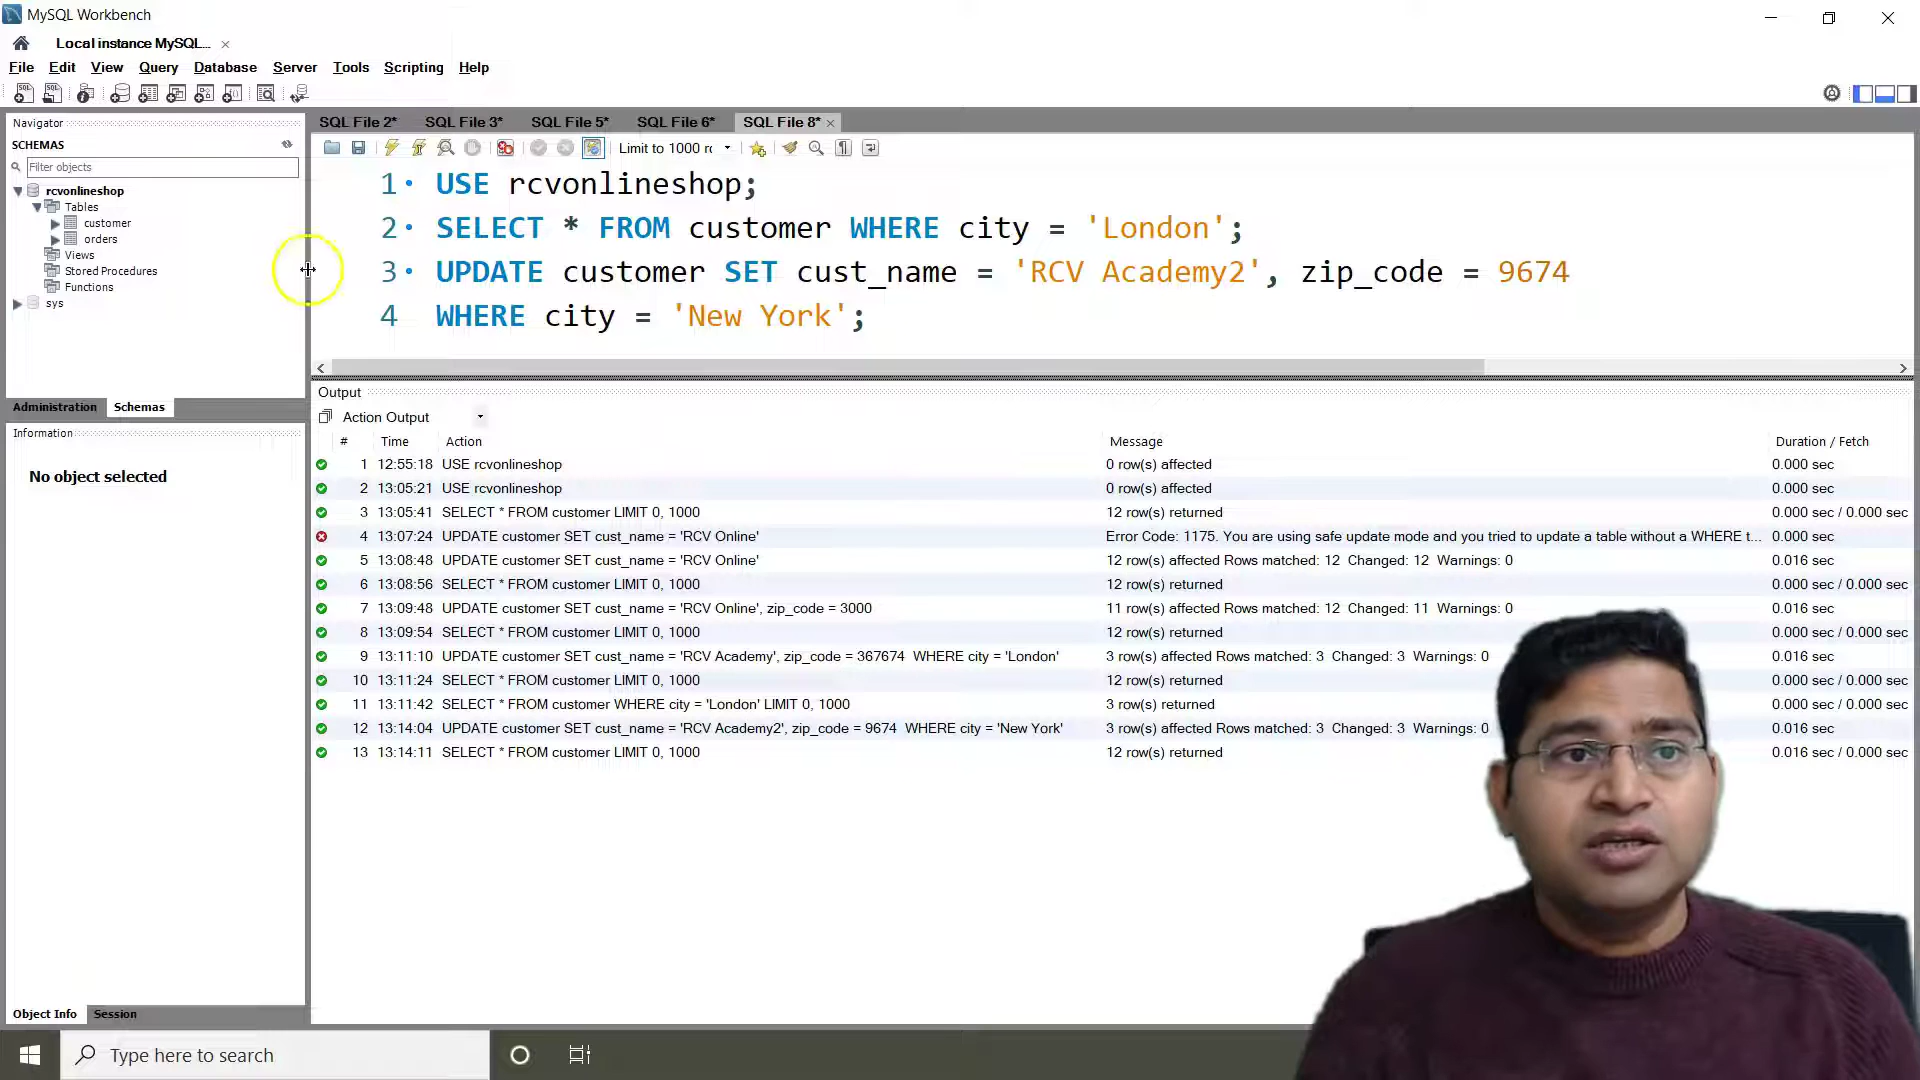 MySQL Workbench
Local instance MySQL...
File Edit View Query Database Server Tools Scripting Help
Navigator
SCHEMAS
Filter objects
rcvonlineshop
Tables
customer
orders
Views
Stored Procedures
Functions
sys
Administration Schemas
Information
No object selected
Object Info Session
SQL File 2* SQL File 3* SQL File 5* SQL File 6* SQL File 8*
Limit to 1000 rc
1 USE rcvonlineshop;
2 SELECT * FROM customer WHERE city = 'London';
3 UPDATE customer SET cust_name = 'RCV Academy2', zip_code = 9674
4 WHERE city = 'New York';
Output
Action Output
# Time Action Message Duration / Fetch
1 12:55:18 USE rcvonlineshop 0 row(s) affected 0.000 sec
2 13:05:21 USE rcvonlineshop 0 row(s) affected 0.000 sec
3 13:05:41 SELECT * FROM customer LIMIT 0, 1000 12 row(s) returned 0.000 sec / 0.000 sec
4 13:07:24 UPDATE customer SET cust_name = 'RCV Online' Error Code: 1175. You are using safe update mode and you tried to update a table without a WHERE t... 0.000 sec
5 13:08:48 UPDATE customer SET cust_name = 'RCV Online' 12 row(s) affected Rows matched: 12 Changed: 12 Warnings: 0 0.016 sec
6 13:08:56 SELECT * FROM customer LIMIT 0, 1000 12 row(s) returned 0.000 sec / 0.000 sec
7 13:09:48 UPDATE customer SET cust_name = 'RCV Online', zip_code = 3000 11 row(s) affected Rows matched: 12 Changed: 11 Warnings: 0 0.016 sec
8 13:09:54 SELECT * FROM customer LIMIT 0, 1000 12 row(s) returned 0.000 sec / 0.000 sec
9 13:11:10 UPDATE customer SET cust_name = 'RCV Academy', zip_code = 367674 WHERE city = 'London' 3 row(s) affected Rows matched: 3 Changed: 3 Warnings: 0 0.016 sec
10 13:11:24 SELECT * FROM customer LIMIT 0, 1000 12 row(s) returned 0.000 sec / 0.000 sec
11 13:11:42 SELECT * FROM customer WHERE city = 'London' LIMIT 0, 1000 3 row(s) returned 0.000 sec / 0.000 sec
12 13:14:04 UPDATE customer SET cust_name = 'RCV Academy2', zip_code = 9674 WHERE city = 'New York' 3 row(s) affected Rows matched: 3 Changed: 3 Warnings: 0 0.016 sec
13 13:14:11 SELECT * FROM customer LIMIT 0, 1000 12 row(s) returned 0.016 sec / 0.000 sec
Type here to search